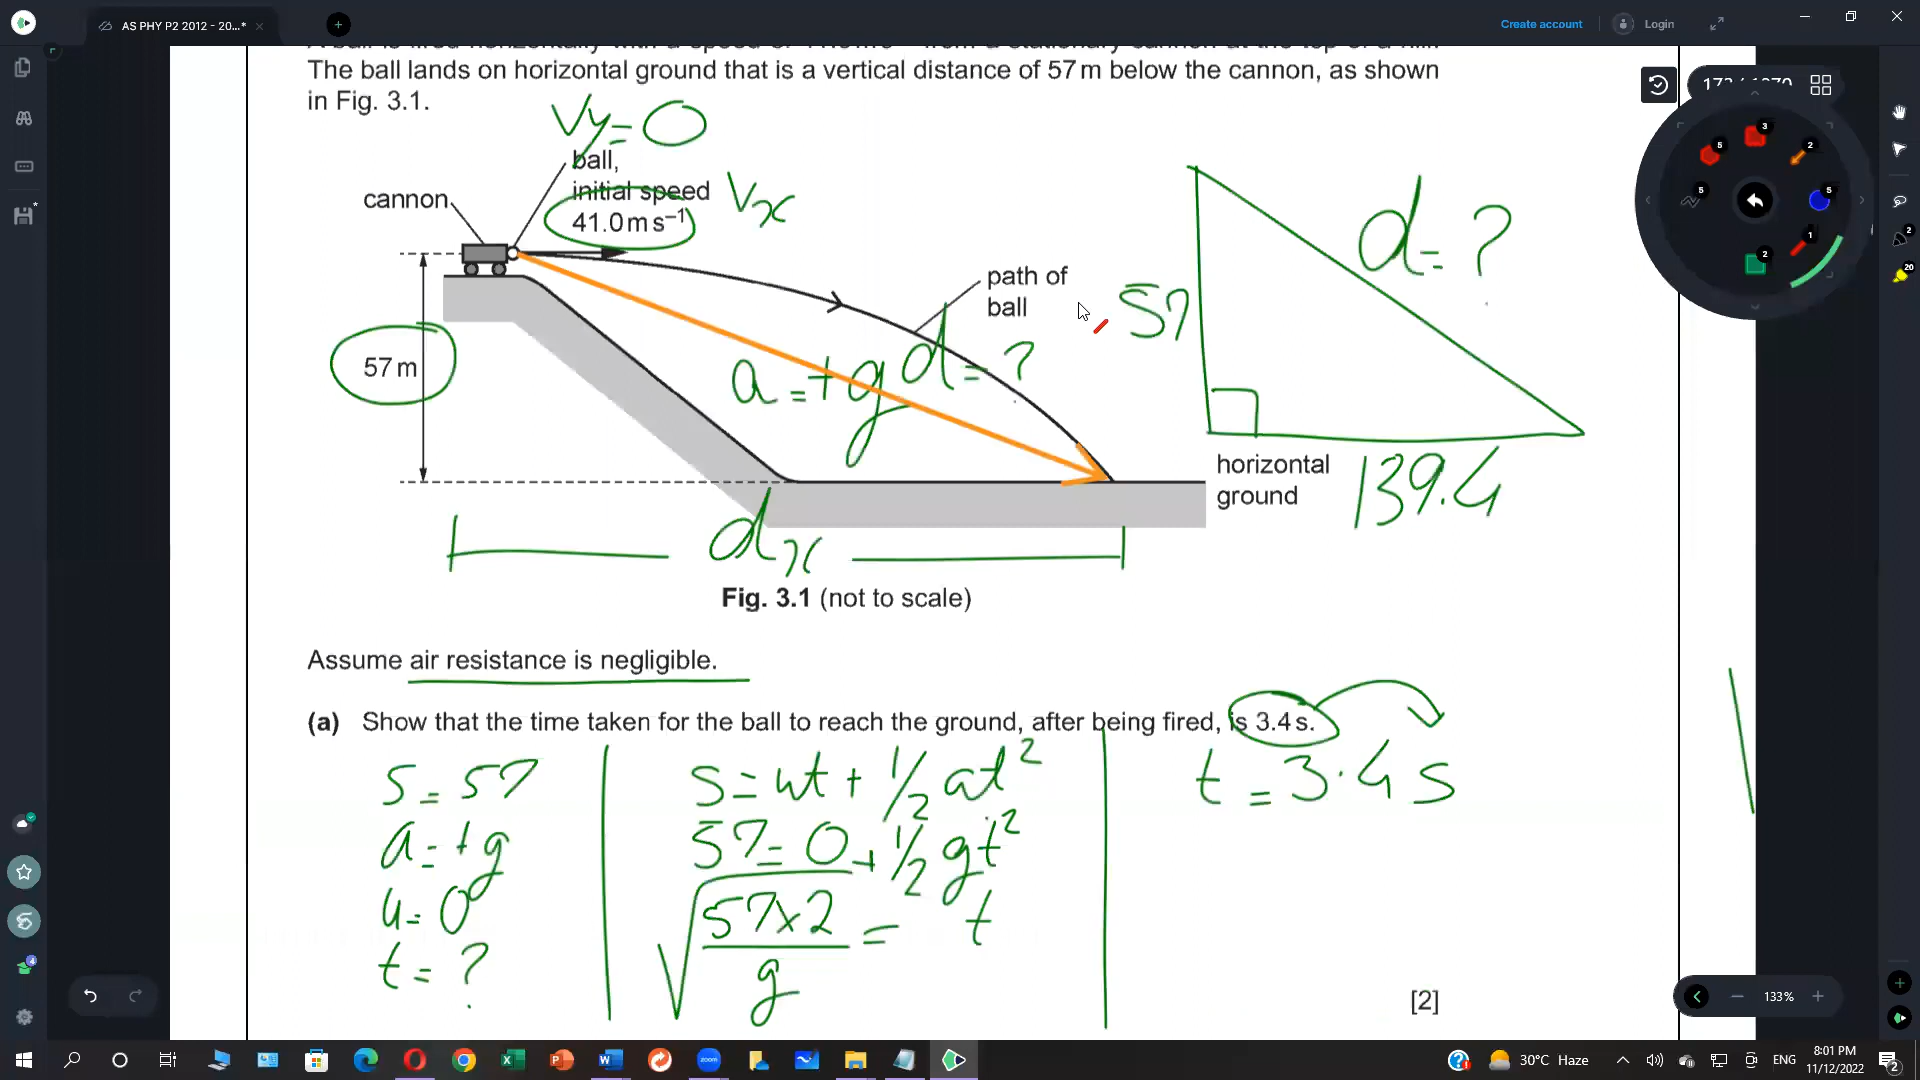 AS PHY P2 2012 - 20...*
Create account
Login
The ball lands on horizontal ground that is a vertical distance of 57 m below the cannon, as shown
in Fig. 3.1.
Vy = 0
ball,
initial speed
41.0 m s⁻¹
Vx
cannon
path of
ball
57 m
a = +g
d = ?
57
d = ?
139.4
horizontal
ground
dx
Fig. 3.1 (not to scale)
Assume air resistance is negligible.
(a) Show that the time taken for the ball to reach the ground, after being fired, is 3.4 s.
s = 57
a = +g
u = 0
t = ?
s = ut + 1/2 at²
57 = 0 + 1/2 gt²
√(57×2/g) = t
t = 3.4 s
[2]
133%
30°C Haze
ENG
8:01 PM
11/12/2022